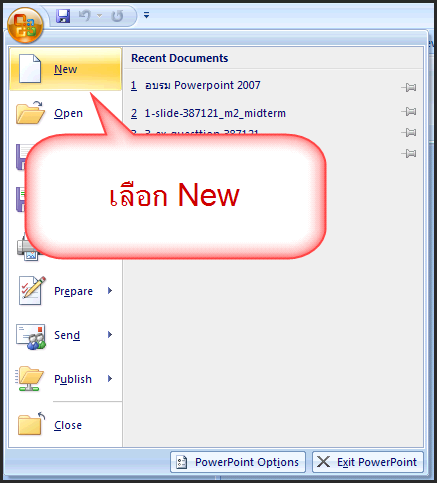 New
Open
Prepare
Send
Publish
Close
Recent Documents
1 อบรม Powerpoint 2007
2 1-slide-387121_m2_midterm
เลือก New
PowerPoint Options
Exit PowerPoint